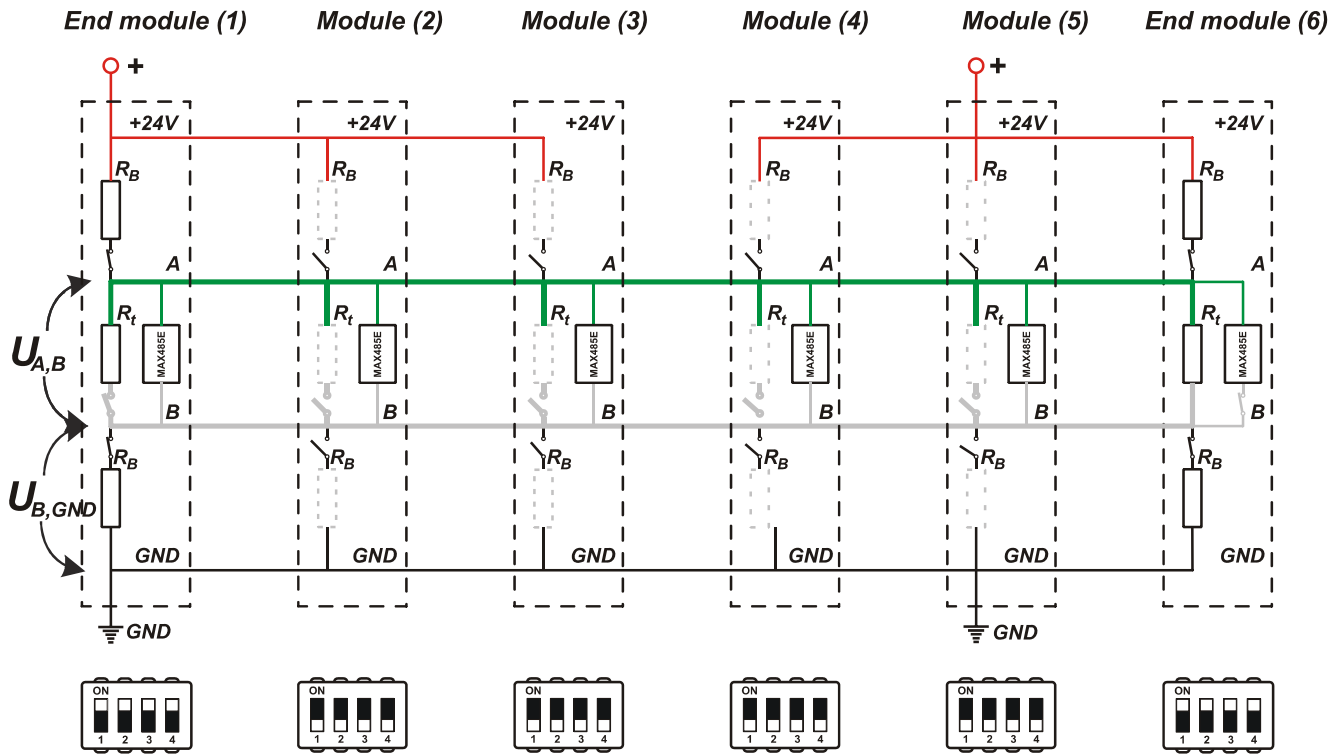 End module (1) Module (2) Module (3) Module (4) Module (5) End module (6)
+ +
+24V +24V +24V +24V +24V +24V
RB RB RB RB RB RB
A A A A A A
Rt Rt Rt Rt Rt Rt
MAX485E MAX485E MAX485E MAX485E MAX485E MAX485E
UA,B
B B B B B B
RB RB RB RB RB RB
UB,GND
GND GND GND GND GND GND
GND GND
ON ON ON ON ON ON
1 2 3 4 1 2 3 4 1 2 3 4 1 2 3 4 1 2 3 4 1 2 3 4